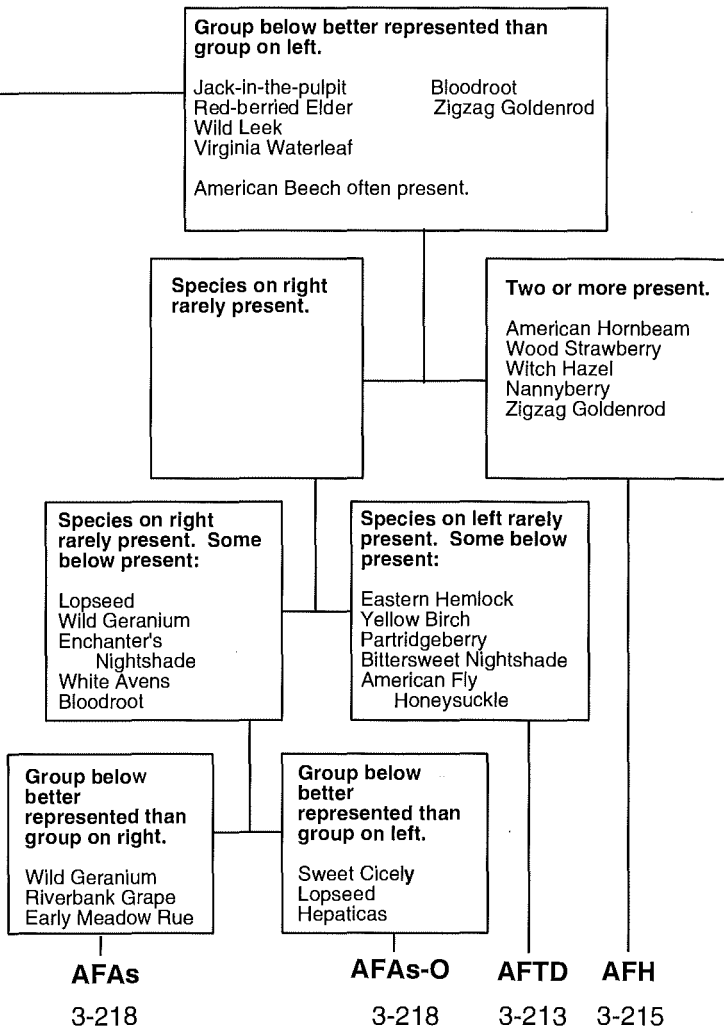 Group below better represented than
group on left.
Jack-in-the-pulpit Bloodroot
Red-berried Elder Zigzag Goldenrod
Wild Leek
Virginia Waterleaf
American Beech often present.
Species on right
rarely present.
Two or more present.
American Hornbeam
Wood Strawberry
Witch Hazel
Nannyberry
Zigzag Goldenrod
Species on right
rarely present. Some
below present:
Lopseed
Wild Geranium
Enchanter's
Nightshade
White Avens
Bloodroot
Species on left rarely
present. Some below
present:
Eastern Hemlock
Yellow Birch
Partridgeberry
Bittersweet Nightshade
American Fly
Honeysuckle
Group below
better
represented than
group on right.
Wild Geranium
Riverbank Grape
Early Meadow Rue
Group below
better
represented than
group on left.
Sweet Cicely
Lopseed
Hepaticas
AFAs AFAs-O AFTD AFH
3-218 3-218 3-213 3-215